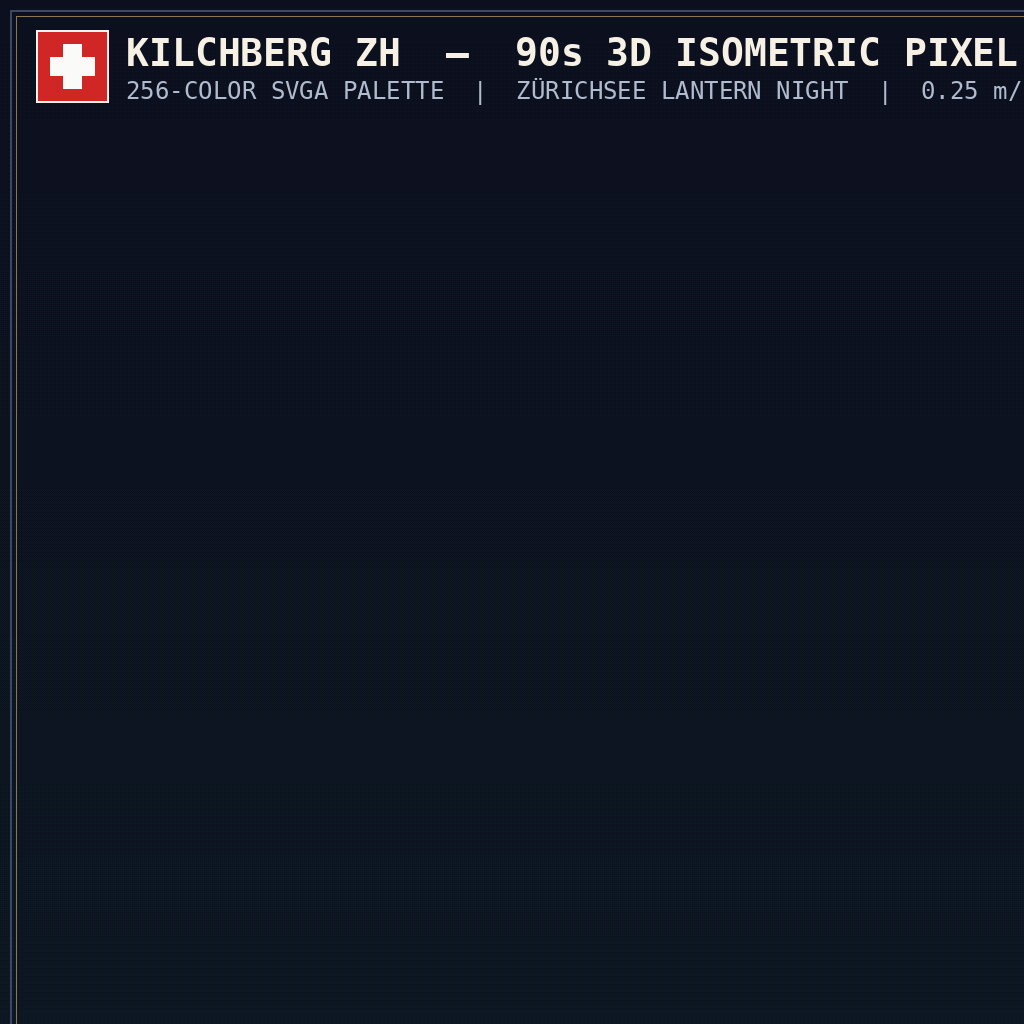 KILCHBERG ZH — 90s 3D ISOMETRIC PIXEL
256-COLOR SVGA PALETTE | ZÜRICHSEE LANTERN NIGHT | 0.25 m/